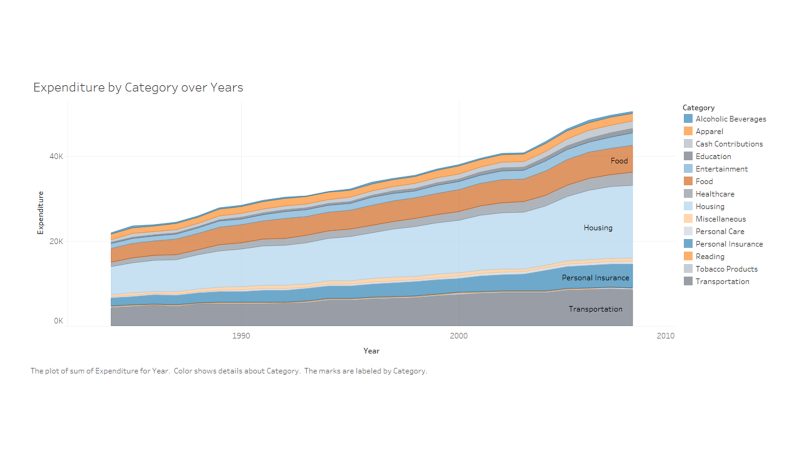 Expenditure by Category over Years
Category
Alcoholic Beverages
Apparel
Cash Contributions
Education
Entertainment
Food
Healthcare
Housing
Miscellaneous
Personal Care
Personal Insurance
Reading
Tobacco Products
Transportation
Expenditure
40K
20K
0K
Food
Housing
Personal Insurance
Transportation
1990
2000
2010
Year
The plot of sum of Expenditure for Year. Color shows details about Category. The marks are labeled by Category.